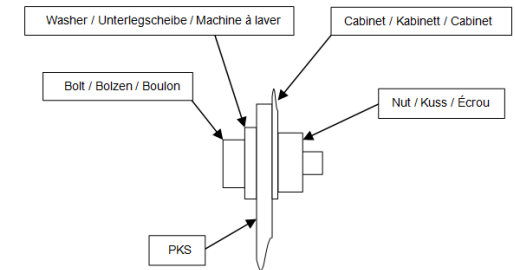 Washer / Unterlegscheibe / Machine à laver
Cabinet / Kabinett / Cabinet
Bolt / Bolzen / Boulon
Nut / Kuss / Écrou
PKS